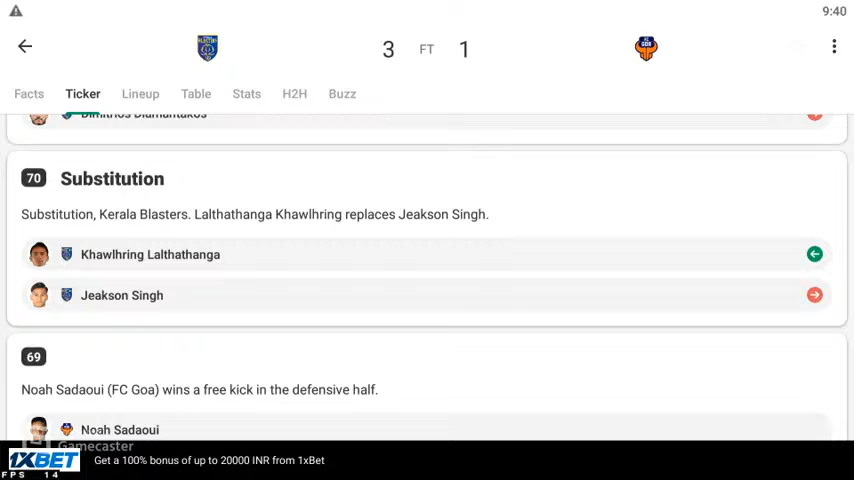 9:40
3 FT 1
Facts Ticker Lineup Table Stats H2H Buzz
Dimitrios Diamantakos
70 Substitution
Substitution, Kerala Blasters. Lalthathanga Khawlhring replaces Jeakson Singh.
Khawlhring Lalthathanga
Jeakson Singh
69
Noah Sadaoui (FC Goa) wins a free kick in the defensive half.
Noah Sadaoui
Gamecaster
1XBET Get a 100% bonus of up to 20000 INR from 1xBet
FPS 14